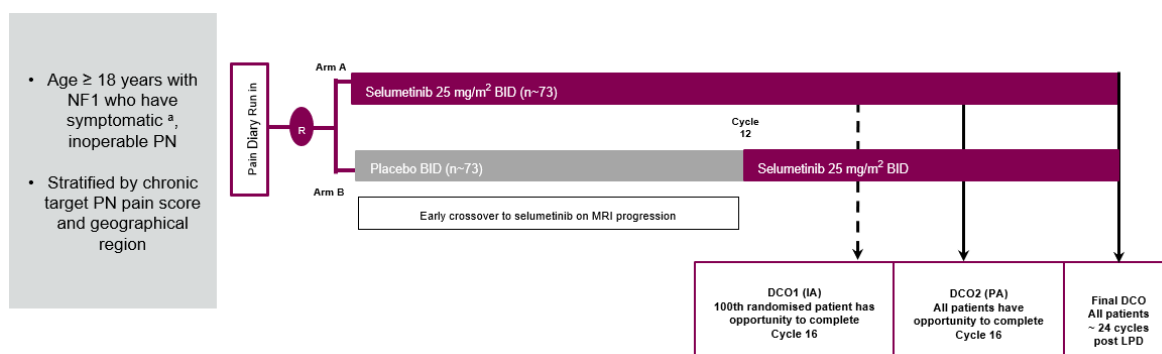 • Age ≥ 18 years with
NF1 who have
symptomatic ᵃ,
inoperable PN
• Stratified by chronic
target PN pain score
and geographical
region
Pain Diary Run in
R
Arm A
Selumetinib 25 mg/m² BID (n~73)
Cycle
12
Placebo BID (n~73)
Selumetinib 25 mg/m² BID
Arm B
Early crossover to selumetinib on MRI progression
DCO1 (IA)
100th randomised patient has
opportunity to complete
Cycle 16
DCO2 (PA)
All patients have
opportunity to complete
Cycle 16
Final DCO
All patients
~ 24 cycles
post LPD